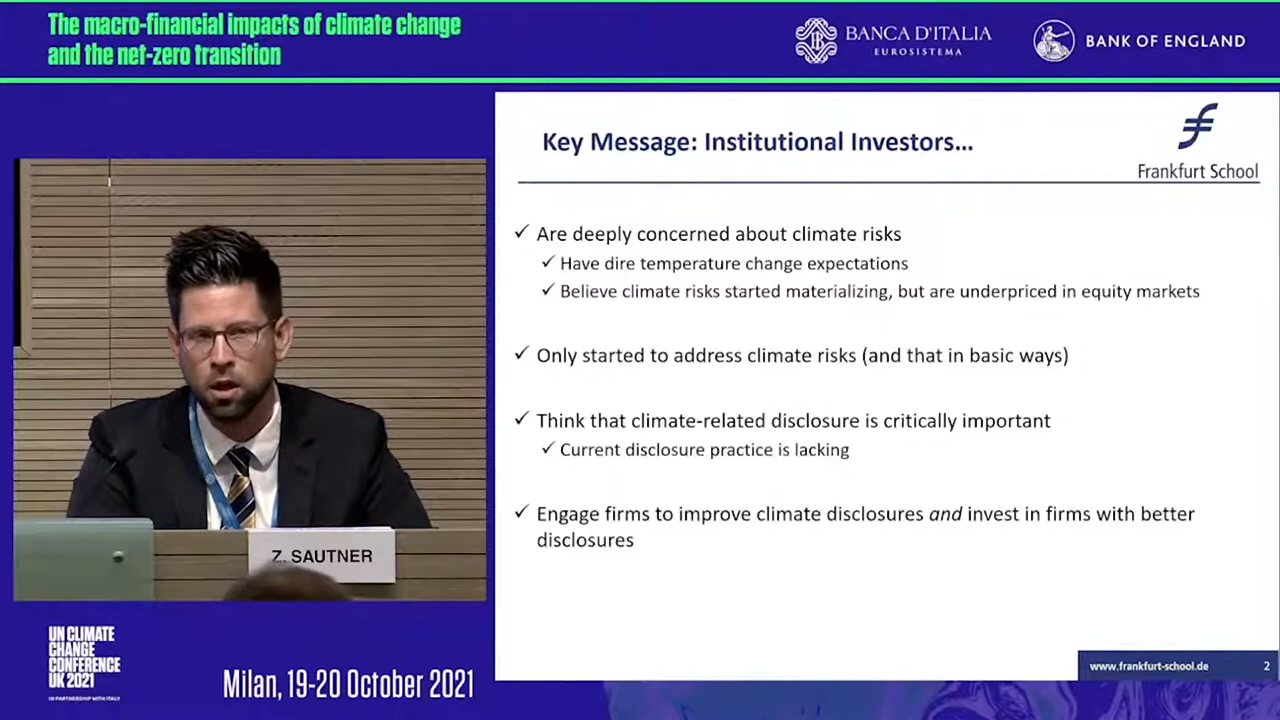 The macro-financial impacts of climate change
and the net-zero transition
BANCA D'ITALIA
EUROSISTEMA
BANK OF ENGLAND
Key Message: Institutional Investors...
Frankfurt School
✓ Are deeply concerned about climate risks
✓ Have dire temperature change expectations
✓ Believe climate risks started materializing, but are underpriced in equity markets
✓ Only started to address climate risks (and that in basic ways)
✓ Think that climate-related disclosure is critically important
✓ Current disclosure practice is lacking
✓ Engage firms to improve climate disclosures and invest in firms with better
disclosures
www.frankfurt-school.de 2
Z. SAUTNER
UN CLIMATE
CHANGE
CONFERENCE
UK 2021
IN PARTNERSHIP WITH ITALY
Milan, 19-20 October 2021